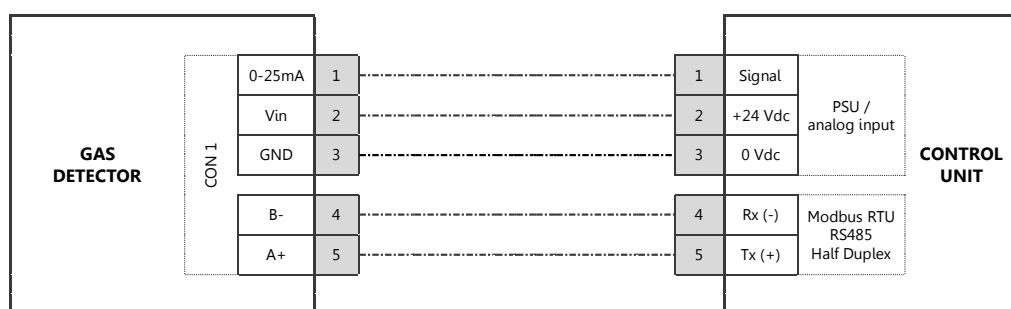 GAS
DETECTOR
CON 1
0-25mA 1
Vin 2
GND 3
B- 4
A+ 5
1 Signal
2 +24 Vdc
3 0 Vdc
PSU /
analog input
4 Rx (-)
5 Tx (+)
Modbus RTU
RS485
Half Duplex
CONTROL
UNIT